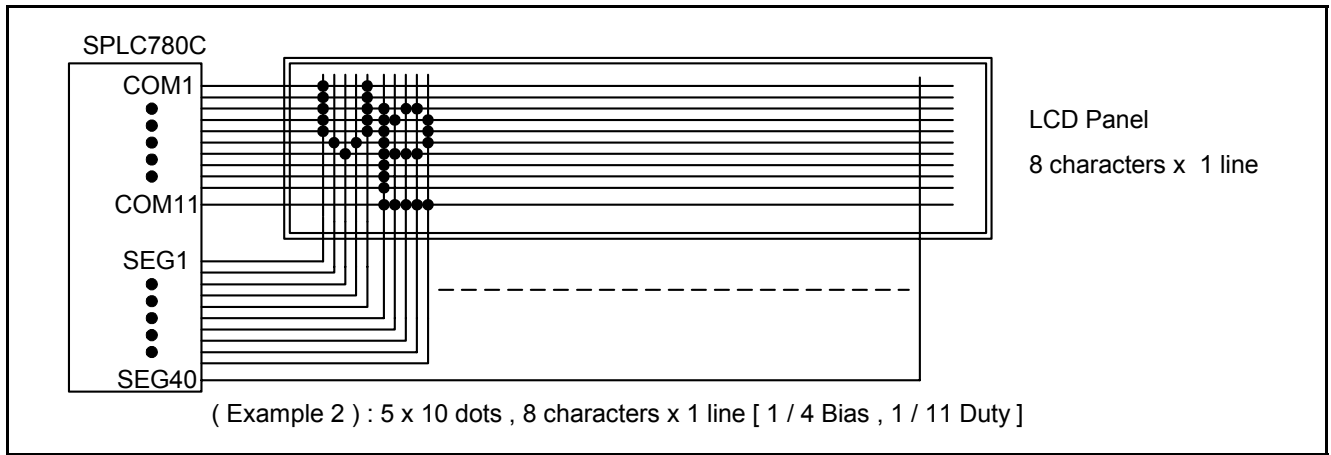 SPLC780C
COM1
COM11
SEG1
SEG40
LCD Panel
8 characters x 1 line
( Example 2 ) : 5 x 10 dots , 8 characters x 1 line [ 1 / 4 Bias , 1 / 11 Duty ]